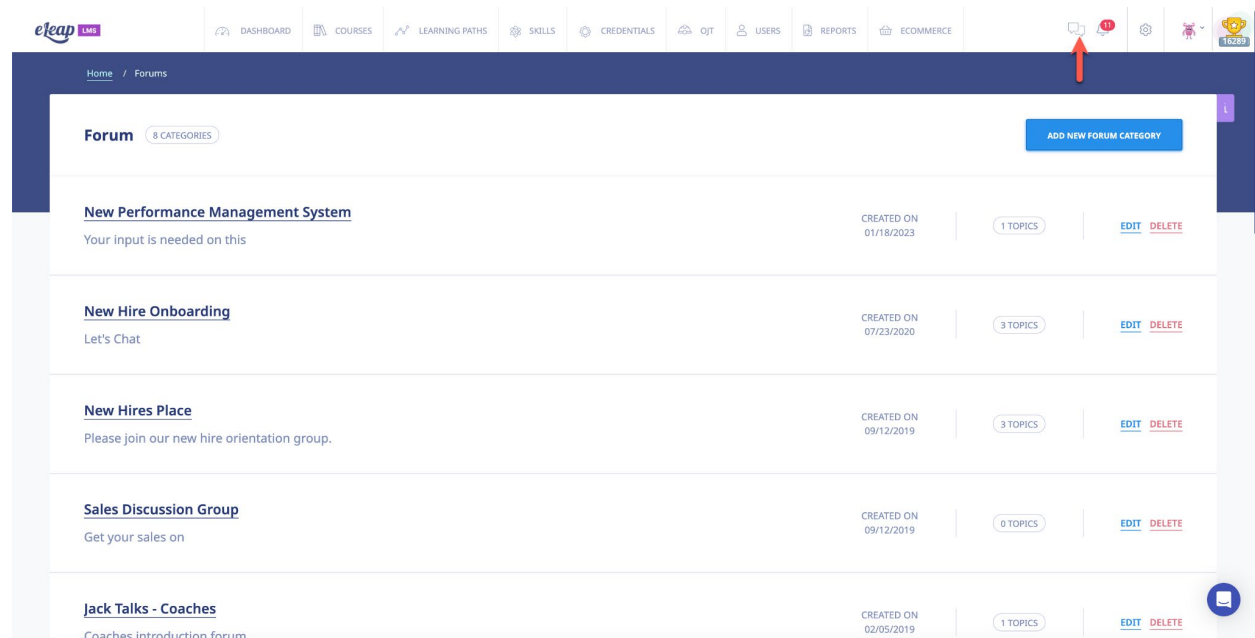 eleap LMS
DASHBOARD COURSES LEARNING PATHS SKILLS CREDENTIALS OJT USERS REPORTS ECOMMERCE 11 16289
Home / Forums
Forum 8 CATEGORIES ADD NEW FORUM CATEGORY
New Performance Management System
Your input is needed on this
CREATED ON
01/18/2023
1 TOPICS
EDIT DELETE
New Hire Onboarding
Let's Chat
CREATED ON
07/23/2020
3 TOPICS
EDIT DELETE
New Hires Place
Please join our new hire orientation group.
CREATED ON
09/12/2019
3 TOPICS
EDIT DELETE
Sales Discussion Group
Get your sales on
CREATED ON
09/12/2019
0 TOPICS
EDIT DELETE
Jack Talks - Coaches
Coaches introduction forum
CREATED ON
02/05/2019
1 TOPICS
EDIT DELETE